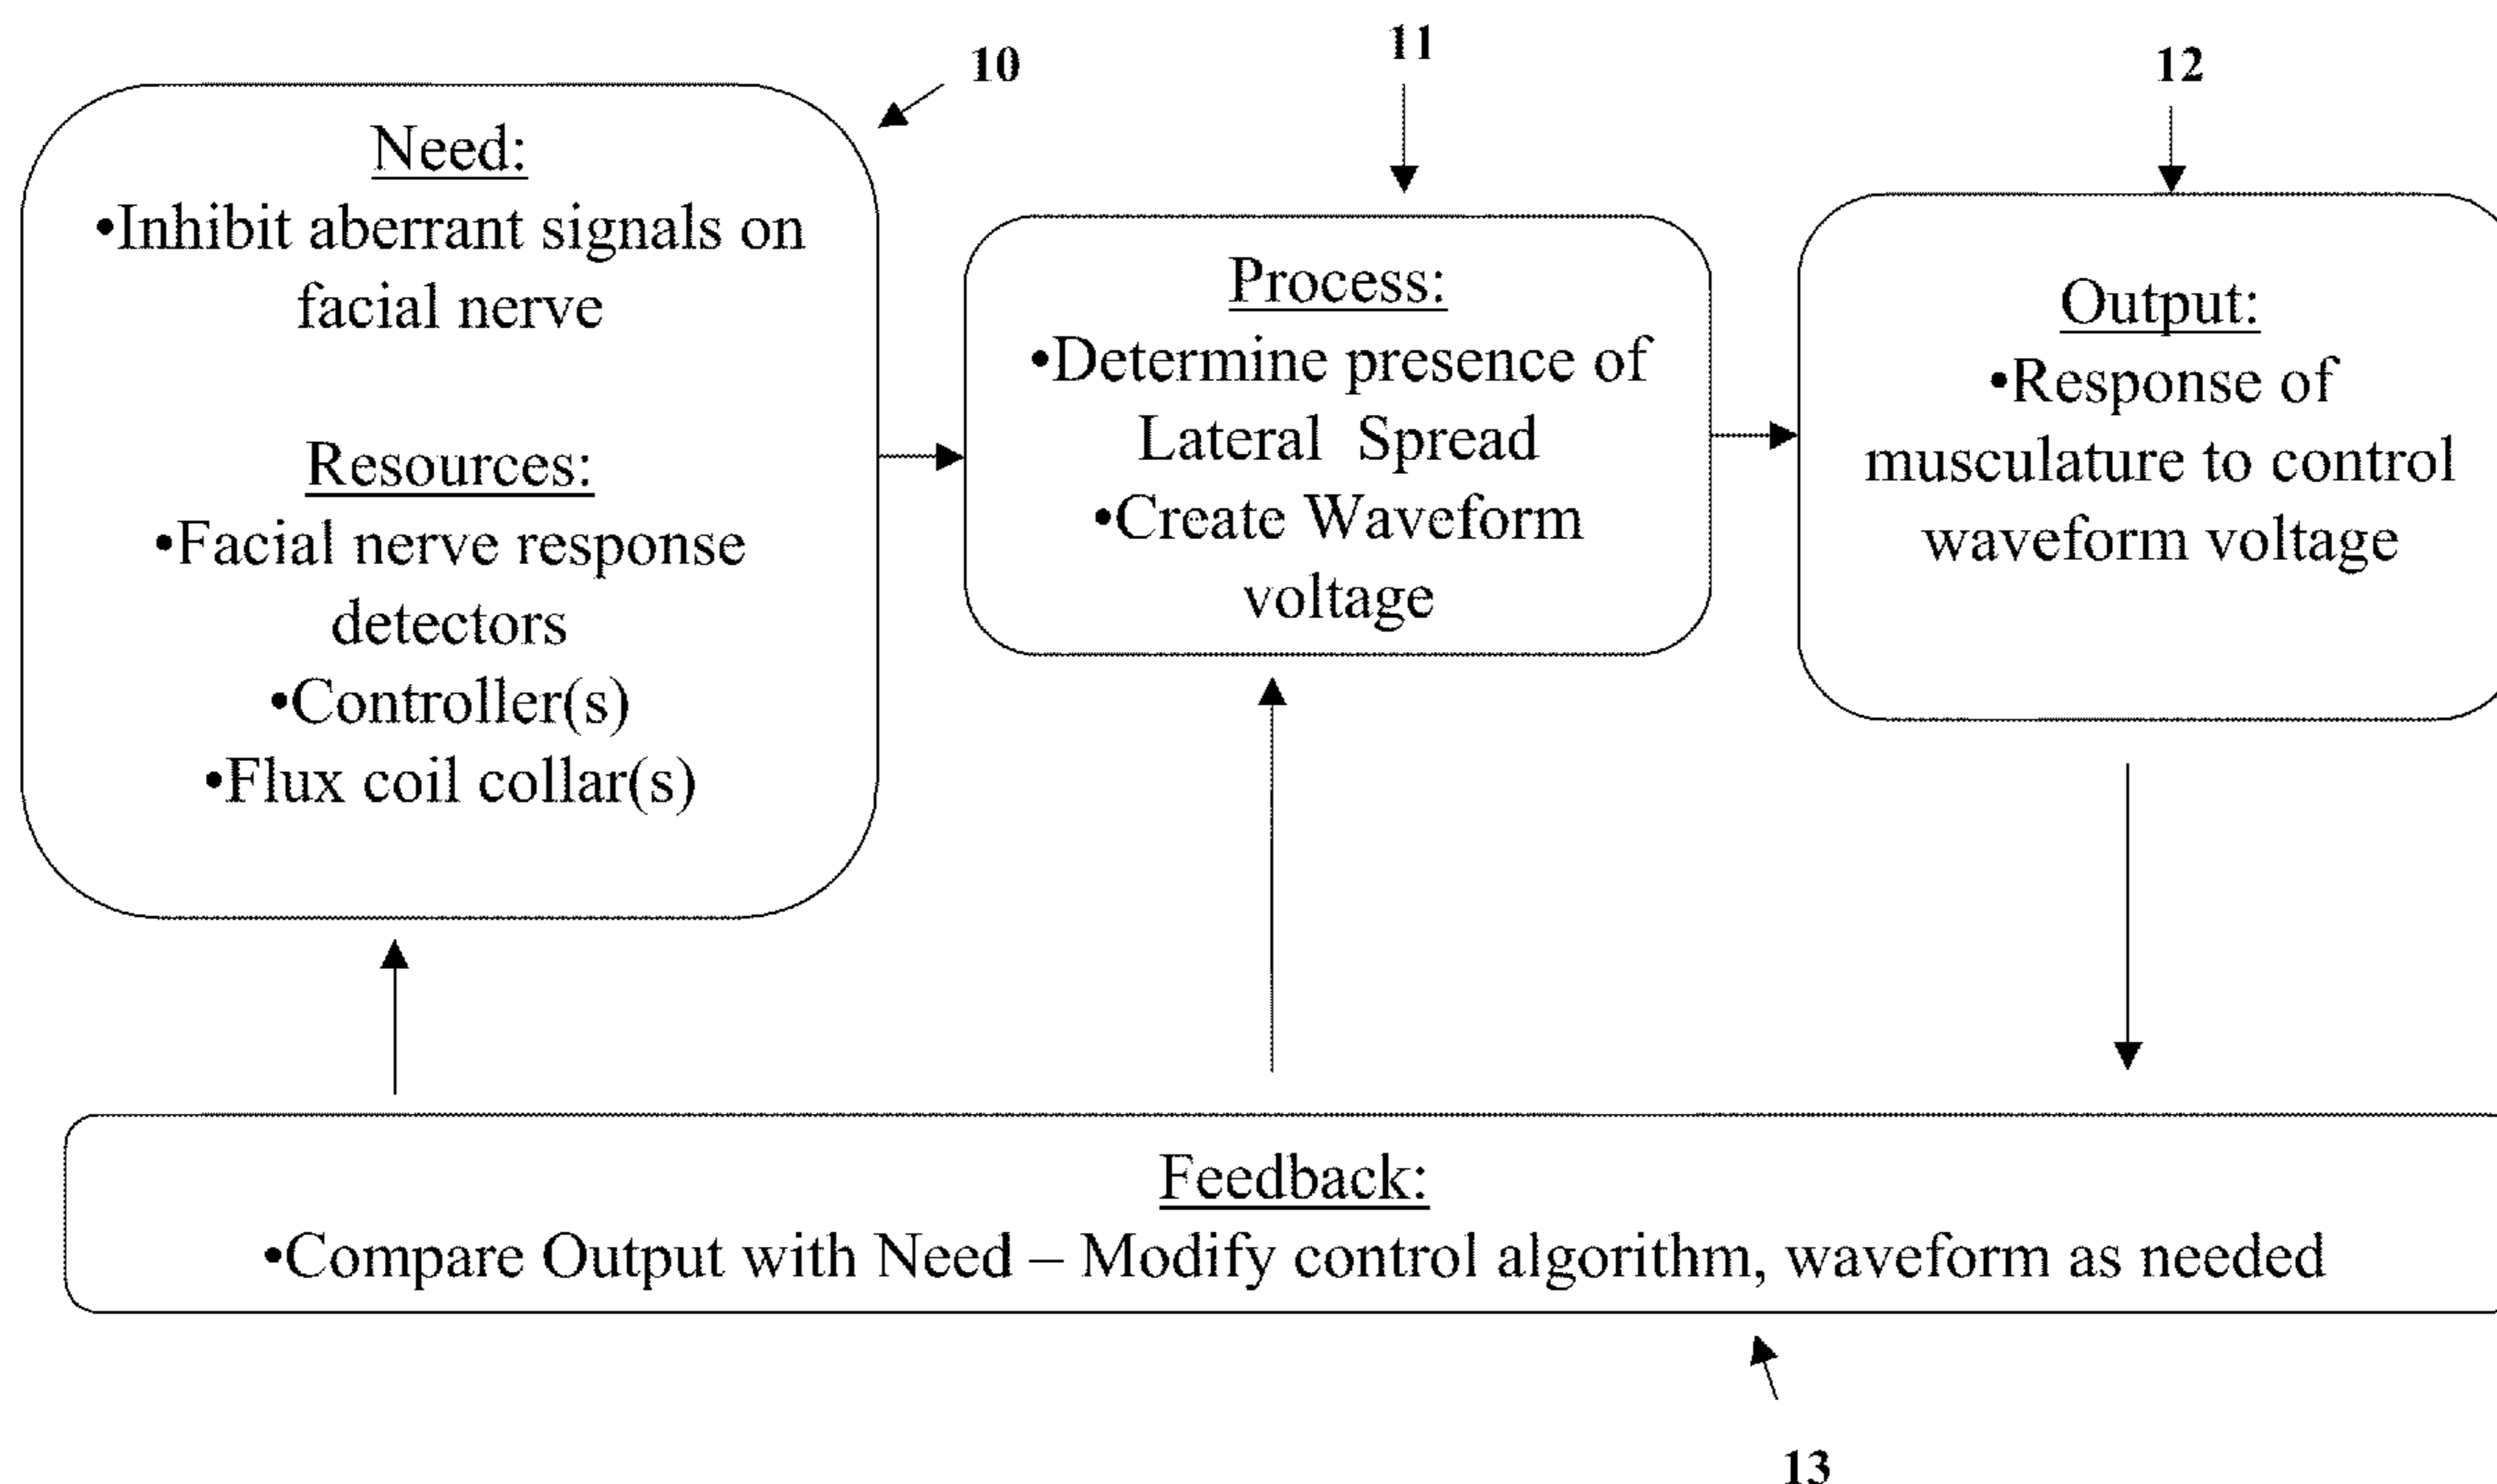 10
11
12
Need:
•Inhibit aberrant signals on
facial nerve
Resources:
•Facial nerve response
detectors
•Controller(s)
•Flux coil collar(s)
Process:
•Determine presence of
Lateral Spread
•Create Waveform
voltage
Output:
•Response of
musculature to control
waveform voltage
Feedback:
•Compare Output with Need – Modify control algorithm, waveform as needed
13